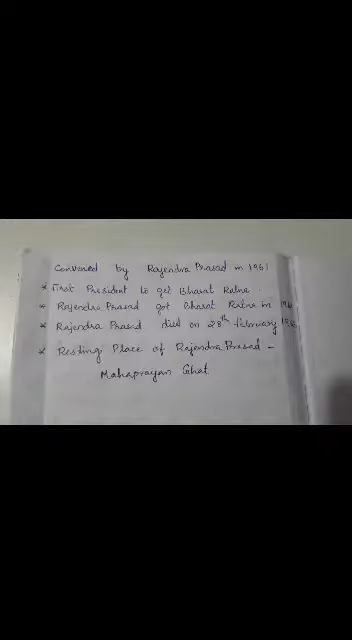 Convened by Rajendra Prasad in 1961
* First President to get Bharat Ratna
* Rajendra Prasad got Bharat Ratna in
* Rajendra Prasad died on 28th february
* Resting Place of Rajendra Prasad -
Mahaprayan Ghat